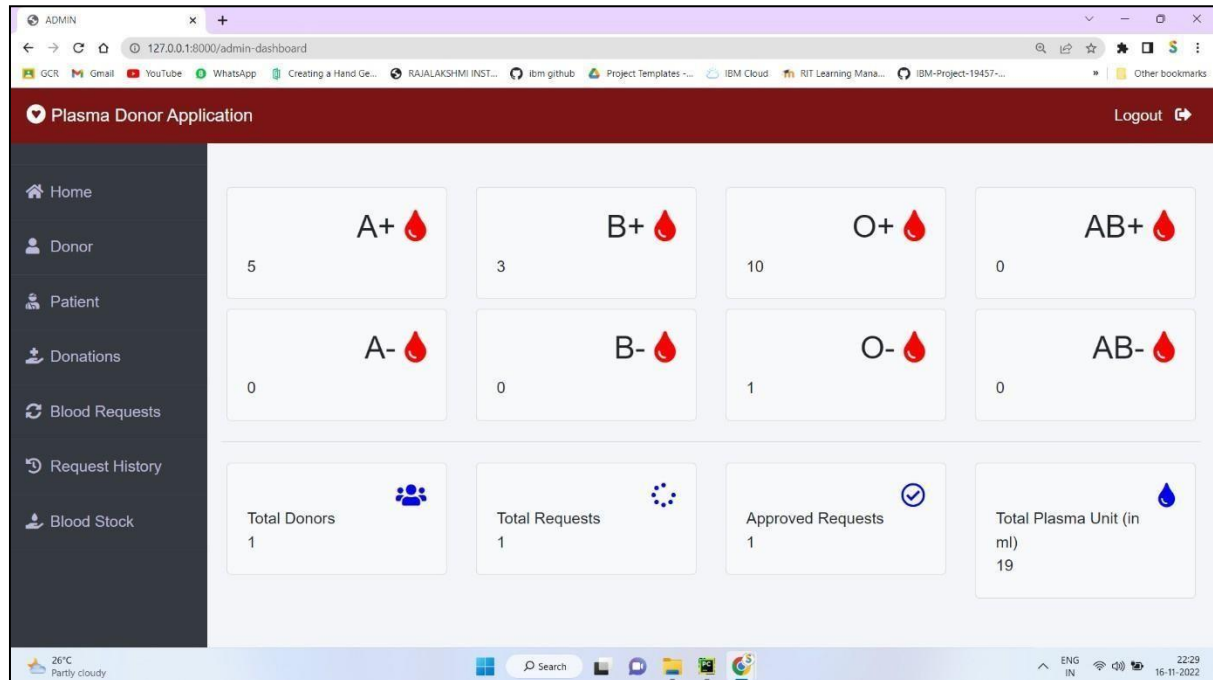 ADMIN
127.0.0.1:8000/admin-dashboard
GCR Gmail YouTube WhatsApp Creating a Hand Ge... RAJALAKSHMI INST... ibm github Project Templates -... IBM Cloud RIT Learning Mana... IBM-Project-19457-... » Other bookmarks
Plasma Donor Application Logout
Home
Donor
Patient
Donations
Blood Requests
Request History
Blood Stock
A+ B+ O+ AB+
5 3 10 0
A- B- O- AB-
0 0 1 0
Total Donors Total Requests Approved Requests Total Plasma Unit (in
1 1 1 ml)
19
26°C
Partly cloudy
Search
ENG
IN
22:29
16-11-2022